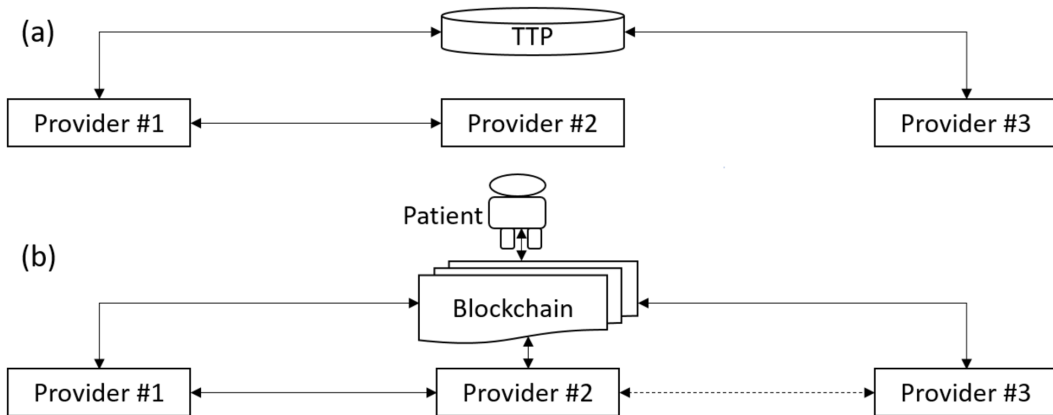 (a)
TTP
Provider #1
Provider #2
Provider #3
Patient
(b)
Blockchain
Provider #1
Provider #2
Provider #3